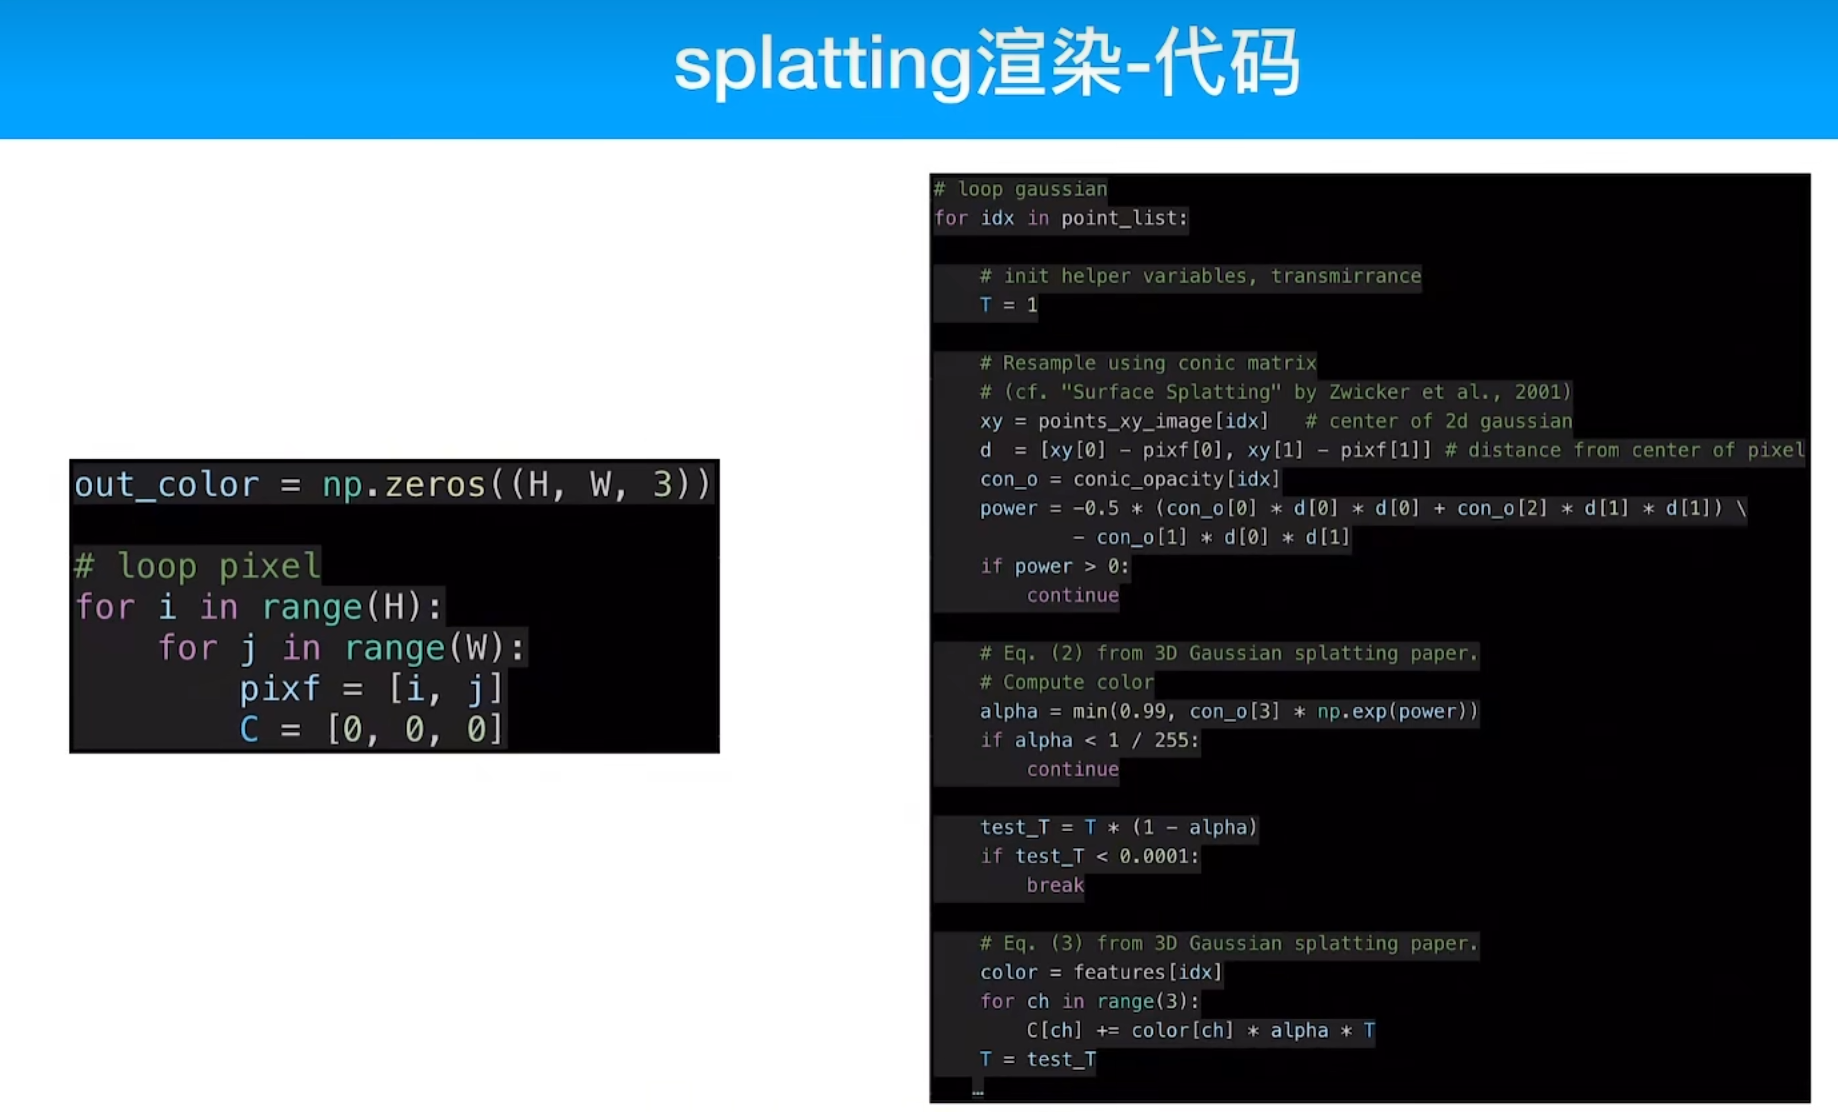 splatting渲染-代码
out_color = np.zeros((H, W, 3))
# loop pixel
for i in range(H):
    for j in range(W):
        pixf = [i, j]
        C = [0, 0, 0]
# loop gaussian
for idx in point_list:
    # init helper variables, transmirrance
    T = 1
    # Resample using conic matrix
    # (cf. "Surface Splatting" by Zwicker et al., 2001)
    xy = points_xy_image[idx]   # center of 2d gaussian
    d  = [xy[0] - pixf[0], xy[1] - pixf[1]] # distance from center of pixel
    con_o = conic_opacity[idx]
    power = -0.5 * (con_o[0] * d[0] * d[0] + con_o[2] * d[1] * d[1]) \
            - con_o[1] * d[0] * d[1]
    if power > 0:
        continue
    # Eq. (2) from 3D Gaussian splatting paper.
    # Compute color
    alpha = min(0.99, con_o[3] * np.exp(power))
    if alpha < 1 / 255:
        continue
    test_T = T * (1 - alpha)
    if test_T < 0.0001:
        break
    # Eq. (3) from 3D Gaussian splatting paper.
    color = features[idx]
    for ch in range(3):
        C[ch] += color[ch] * alpha * T
    T = test_T
    …